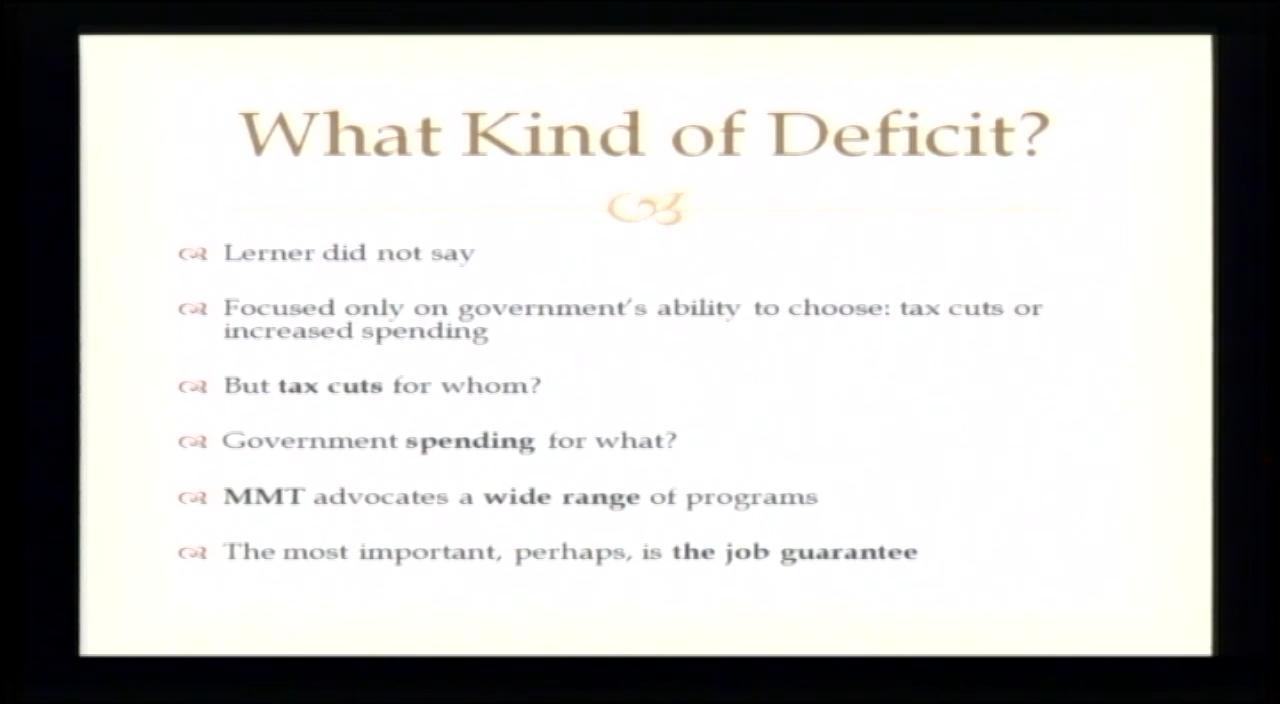 What Kind of Deficit?
Lerner did not say
Focused only on government's ability to choose: tax cuts or
increased spending
But tax cuts for whom?
Government spending for what?
MMT advocates a wide range of programs
The most important, perhaps, is the job guarantee